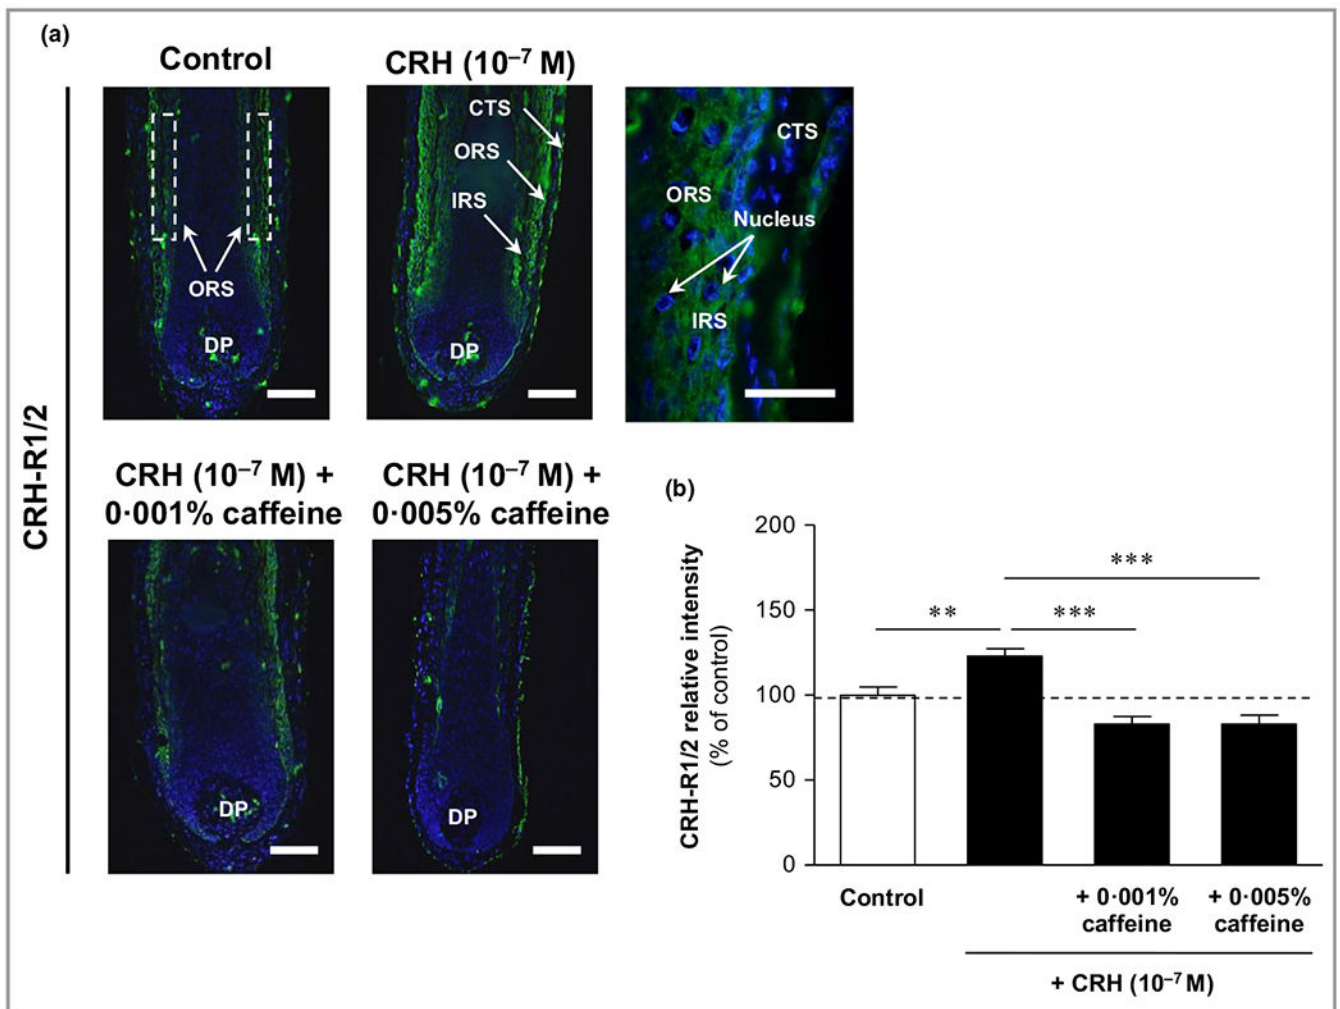 (a)
Control
CRH (10⁻⁷ M)
CTS
ORS
IRS
DP
ORS
DP
CTS
ORS
Nucleus
IRS
CRH-R1/2
CRH (10⁻⁷ M) +
0·001% caffeine
CRH (10⁻⁷ M) +
0·005% caffeine
DP
DP
(b)
CRH-R1/2 relative intensity
(% of control)
200
150
100
50
0
**
***
***
Control
+ 0·001%
caffeine
+ 0·005%
caffeine
+ CRH (10⁻⁷ M)